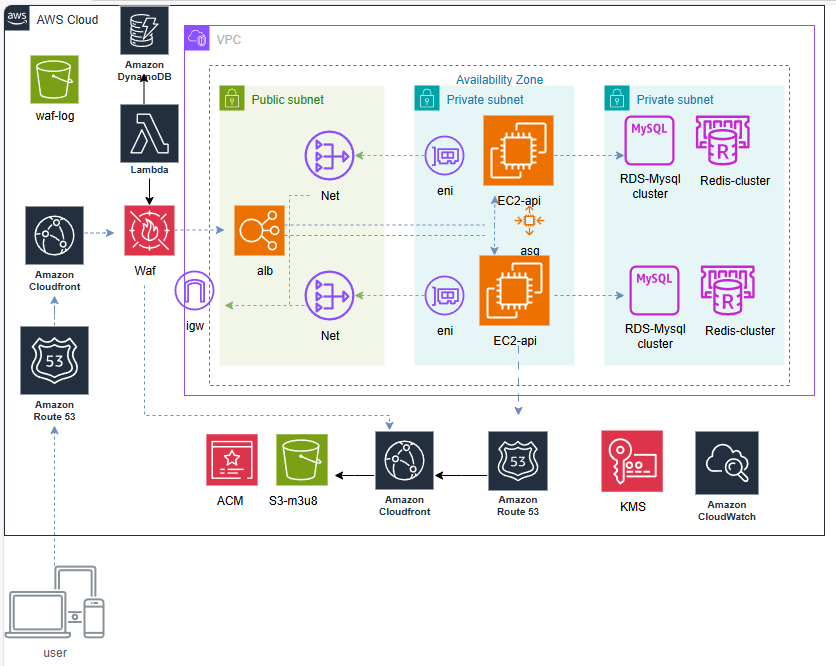 aws
AWS Cloud
Amazon
DynamoDB
VPC
waf-log
Availability Zone
Public subnet
Private subnet
Private subnet
Lambda
Net
eni
EC2-api
MySQL
RDS-Mysql
cluster
R
Redis-cluster
Amazon
Cloudfront
Waf
alb
asg
igw
Net
eni
EC2-api
MySQL
RDS-Mysql
cluster
R
Redis-cluster
53
Amazon
Route 53
ACM
S3-m3u8
Amazon
Cloudfront
53
Amazon
Route 53
KMS
Amazon
CloudWatch
user